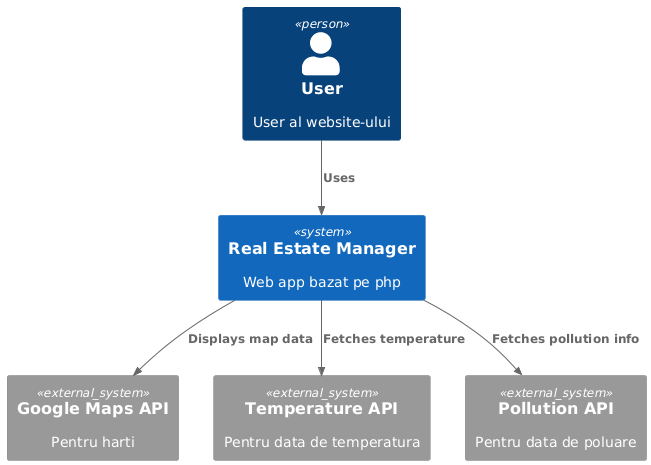 «person»
User
User al website-ului
Uses
«system»
Real Estate Manager
Web app bazat pe php
Displays map data
Fetches temperature
Fetches pollution info
«external_system»
Google Maps API
Pentru harti
«external_system»
Temperature API
Pentru data de temperatura
«external_system»
Pollution API
Pentru data de poluare